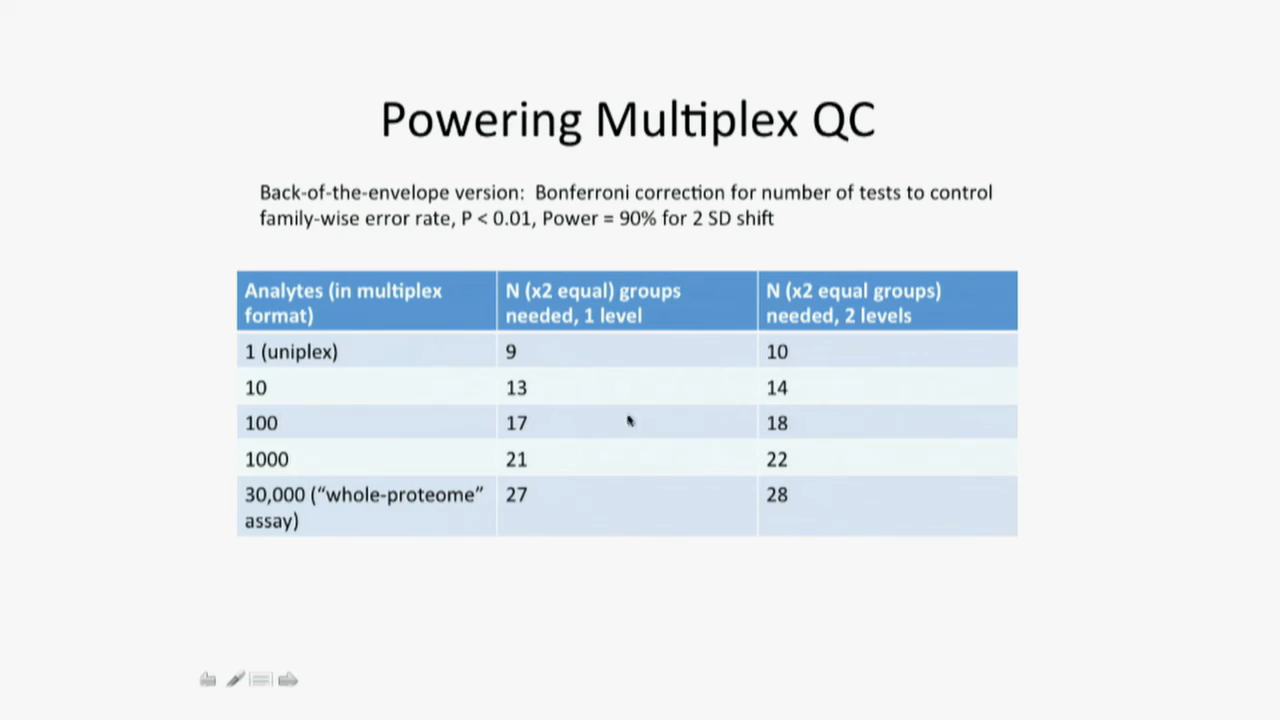 Powering Multiplex QC
Back-of-the-envelope version:  Bonferroni correction for number of tests to control
family-wise error rate, P < 0.01, Power = 90% for 2 SD shift
Analytes (in multiplex format) | N (x2 equal) groups needed, 1 level | N (x2 equal groups) needed, 2 levels
1 (uniplex) | 9 | 10
10 | 13 | 14
100 | 17 | 18
1000 | 21 | 22
30,000 (“whole-proteome” assay) | 27 | 28